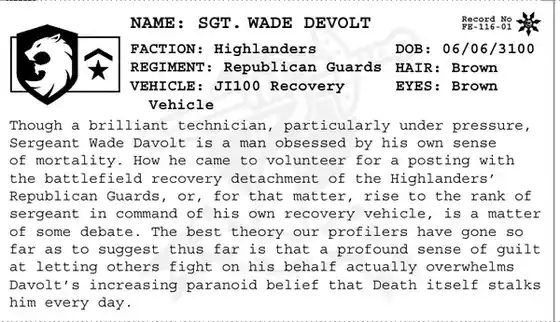 NAME: SGT. WADE DEVOLT
Record No
FE-116-01
FACTION: Highlanders
DOB: 06/06/3100
REGIMENT: Republican Guards
HAIR: Brown
VEHICLE: JI100 Recovery
Vehicle
EYES: Brown
Though a brilliant technician, particularly under pressure,
Sergeant Wade Davolt is a man obsessed by his own sense
of mortality. How he came to volunteer for a posting with
the battlefield recovery detachment of the Highlanders’
Republican Guards, or, for that matter, rise to the rank of
sergeant in command of his own recovery vehicle, is a matter
of some debate. The best theory our profilers have gone so
far as to suggest thus far is that a profound sense of guilt
at letting others fight on his behalf actually overwhelms
Davolt’s increasing paranoid belief that Death itself stalks
him every day.